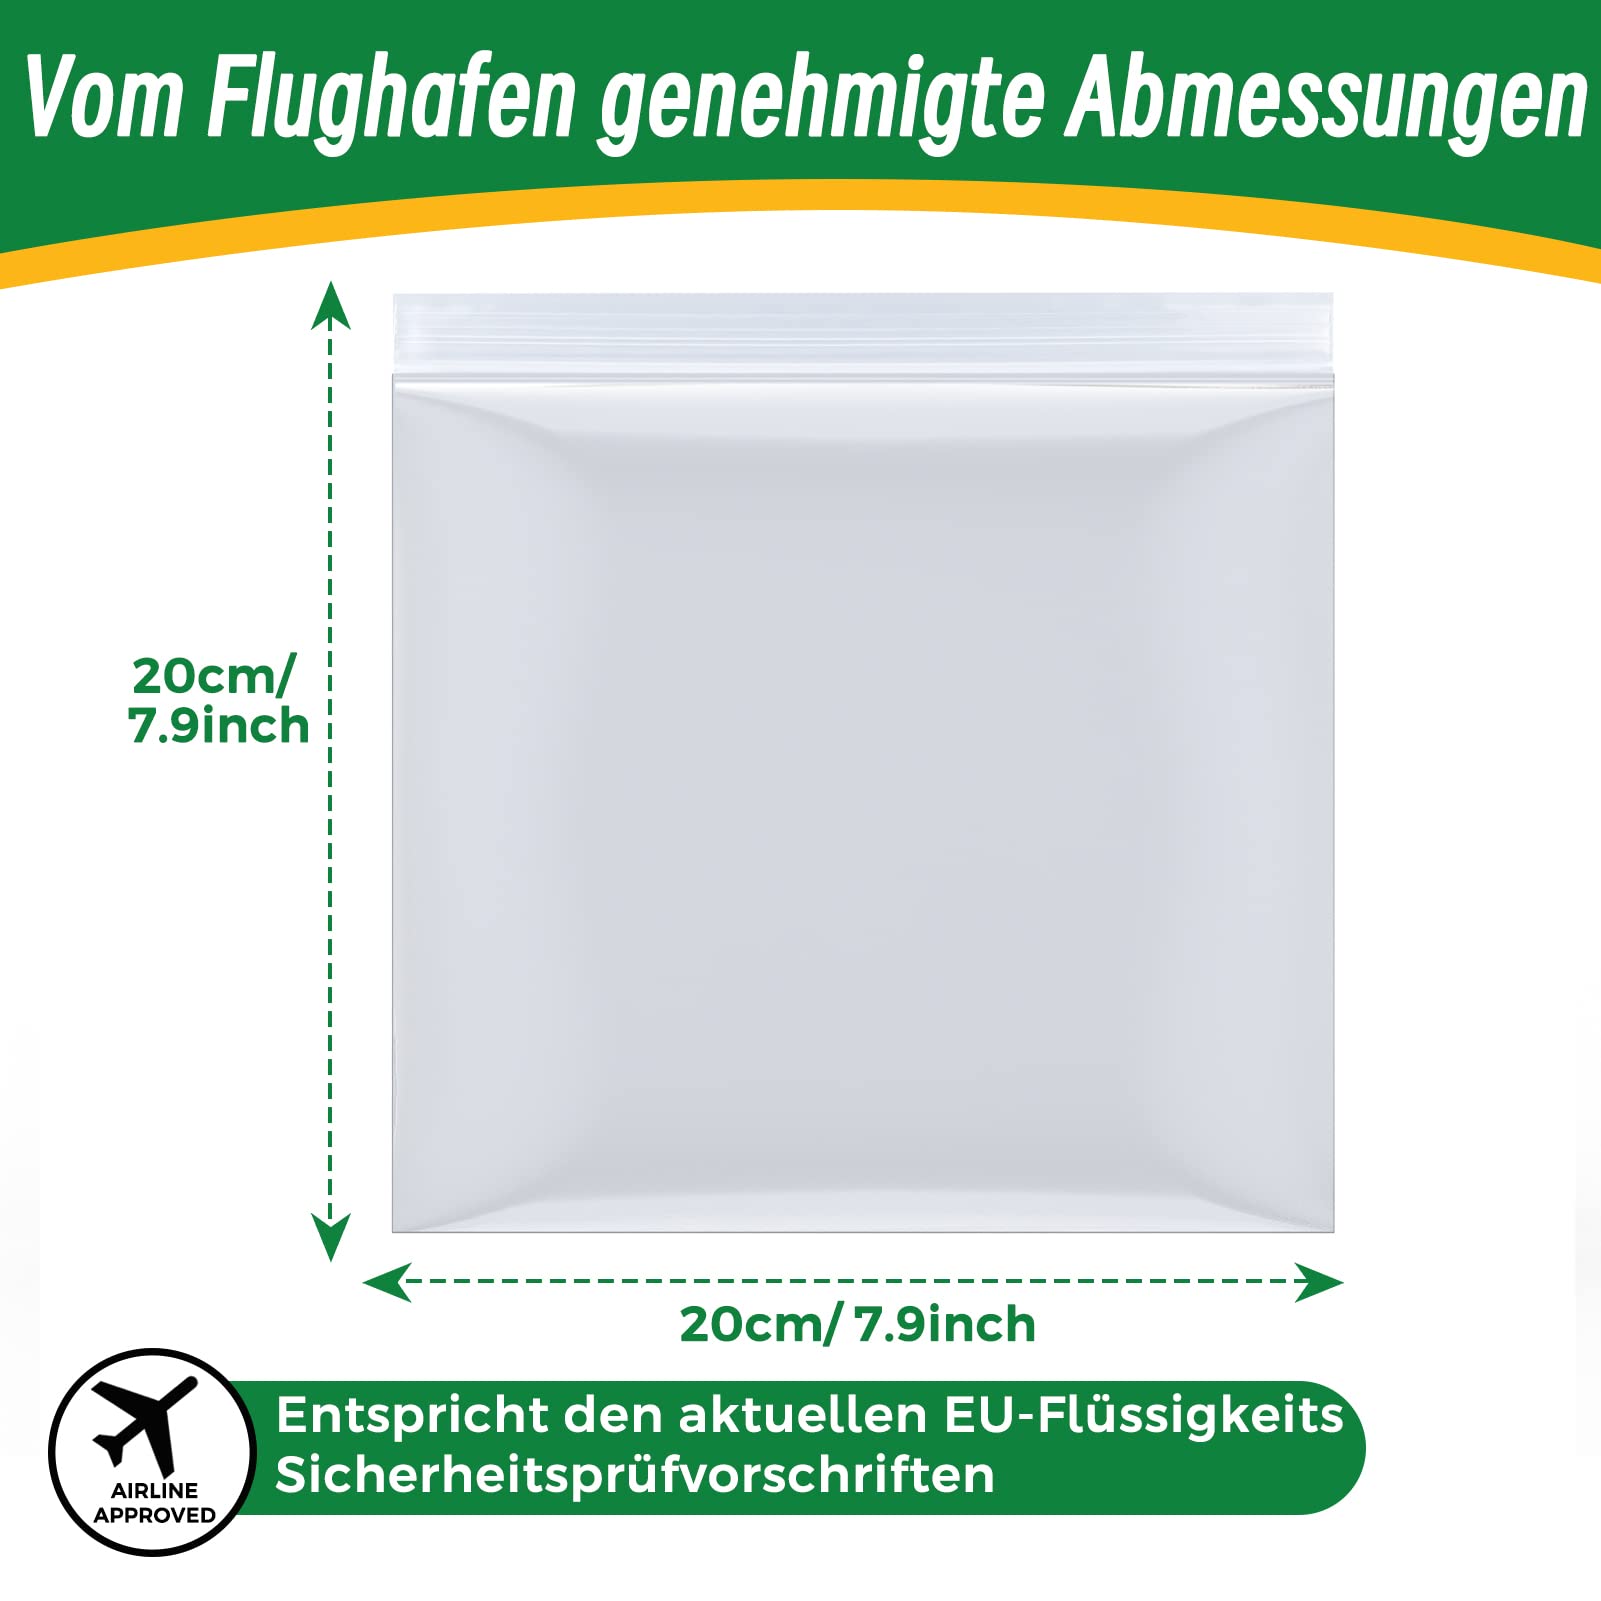 Vom Flughafen genehmigte Abmessungen
20cm/
7.9inch
20cm/ 7.9inch
Entspricht den aktuellen EU-Flüssigkeits
Sicherheitsprüfvorschriften
AIRLINE
APPROVED